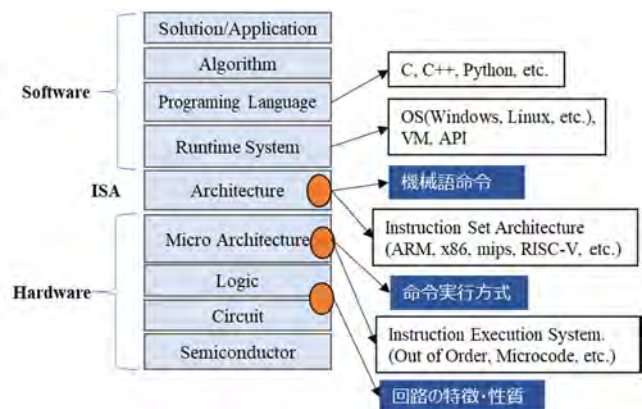 Solution/Application
Algorithm
Programing Language
Runtime System
Architecture
Micro Architecture
Logic
Circuit
Semiconductor
Software
ISA
Hardware
C, C++, Python, etc.
OS(Windows, Linux, etc.),
VM, API
機械語命令
Instruction Set Architecture
(ARM, x86, mips, RISC-V, etc.)
命令実行方式
Instruction Execution System.
(Out of Order, Microcode, etc.)
回路の特徴・性質